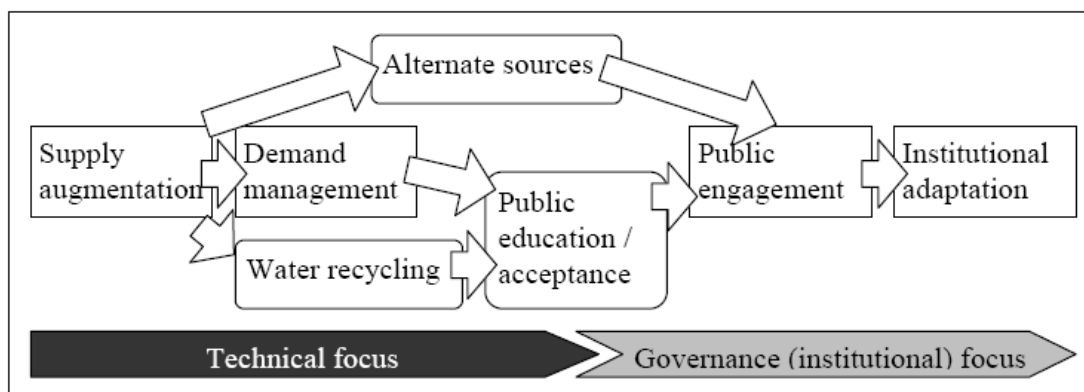 Alternate sources
Supply
augmentation
Demand
management
Public
engagement
Institutional
adaptation
Public
education /
acceptance
Water recycling
Technical focus
Governance (institutional) focus